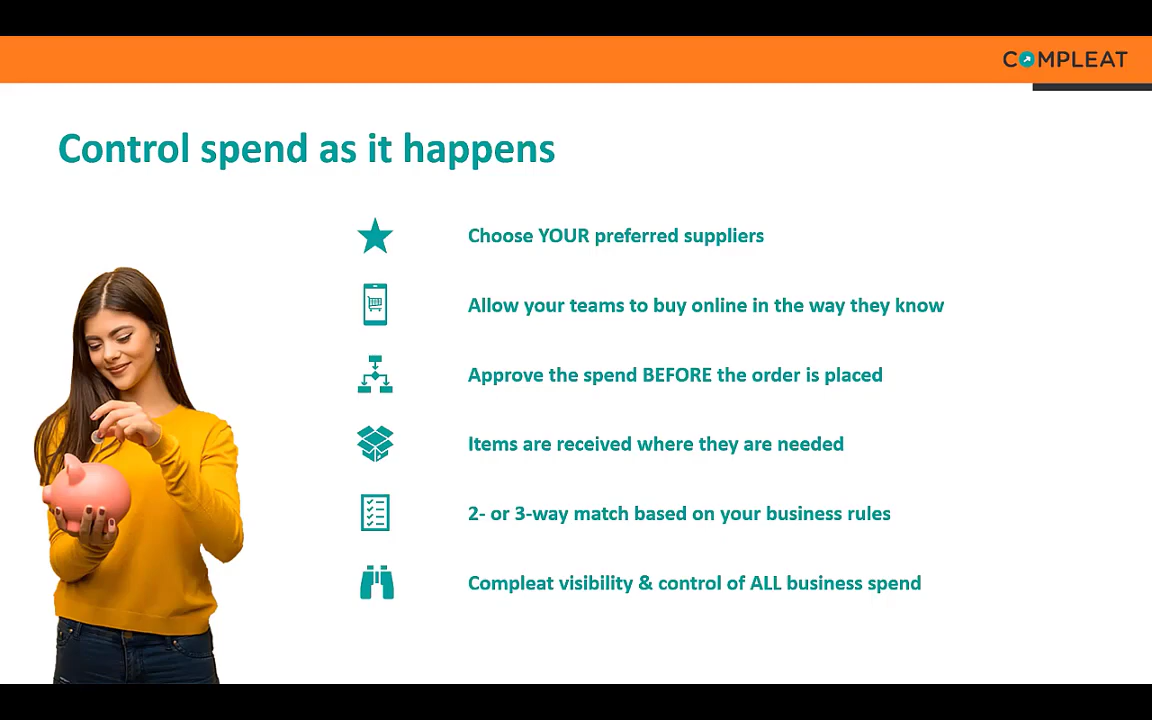 COMPLEAT
Control spend as it happens
Choose YOUR preferred suppliers
Allow your teams to buy online in the way they know
Approve the spend BEFORE the order is placed
Items are received where they are needed
2- or 3-way match based on your business rules
Compleat visibility & control of ALL business spend